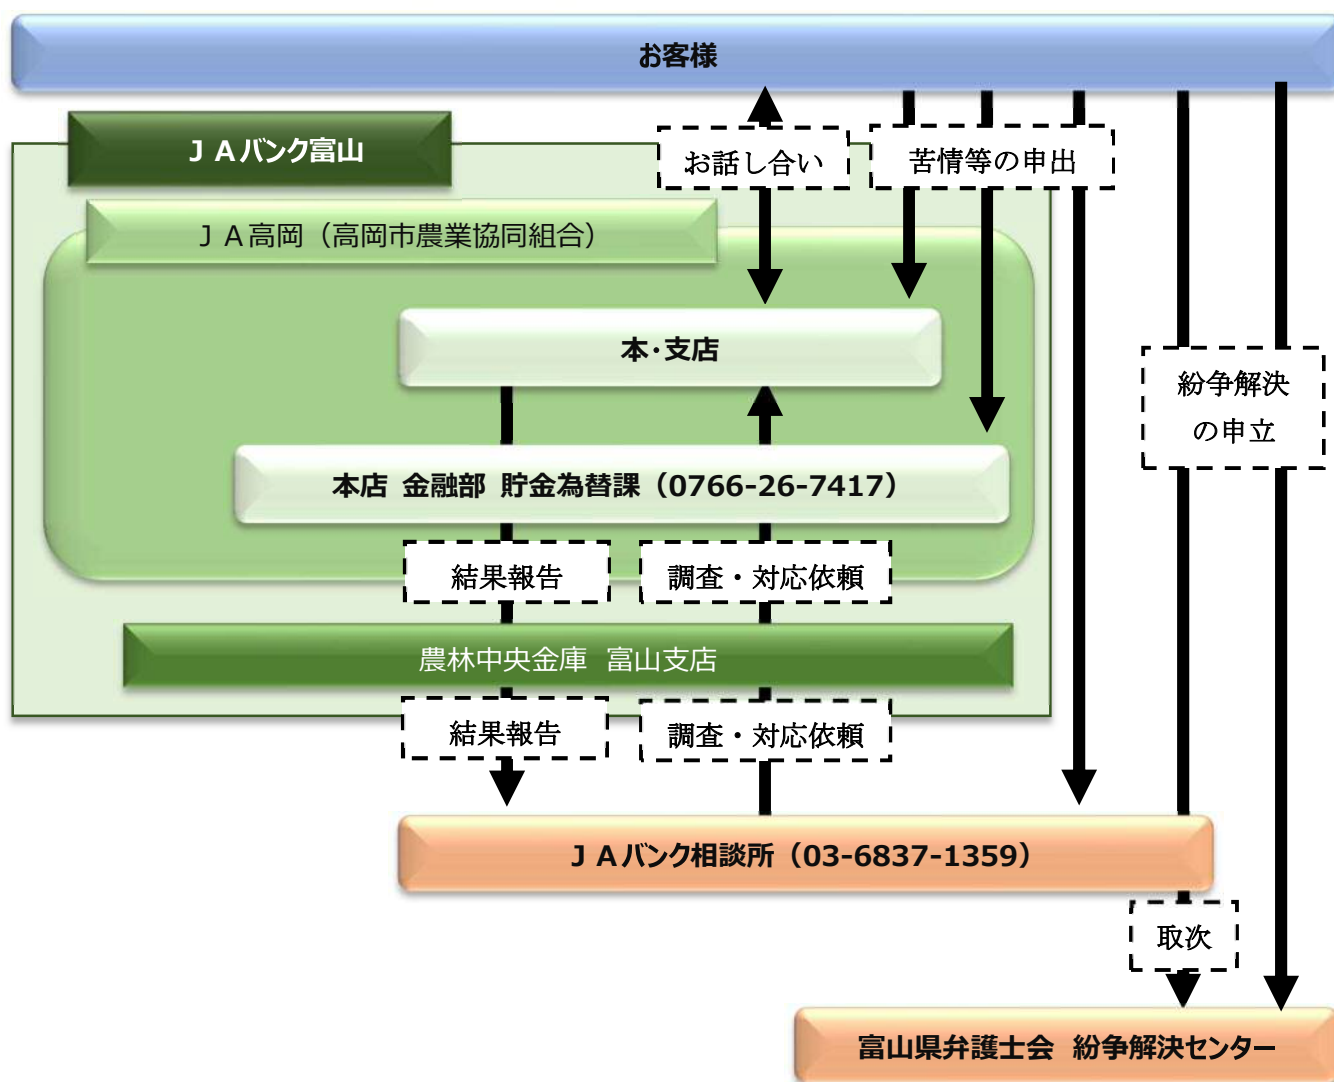 お客様
ＪＡバンク富山
お話し合い
苦情等の申出
ＪＡ高岡（高岡市農業協同組合）
本・支店
紛争解決
の申立
本店 金融部 貯金為替課（0766-26-7417）
結果報告
調査・対応依頼
農林中央金庫 富山支店
結果報告
調査・対応依頼
ＪＡバンク相談所（03-6837-1359）
取次
富山県弁護士会 紛争解決センター